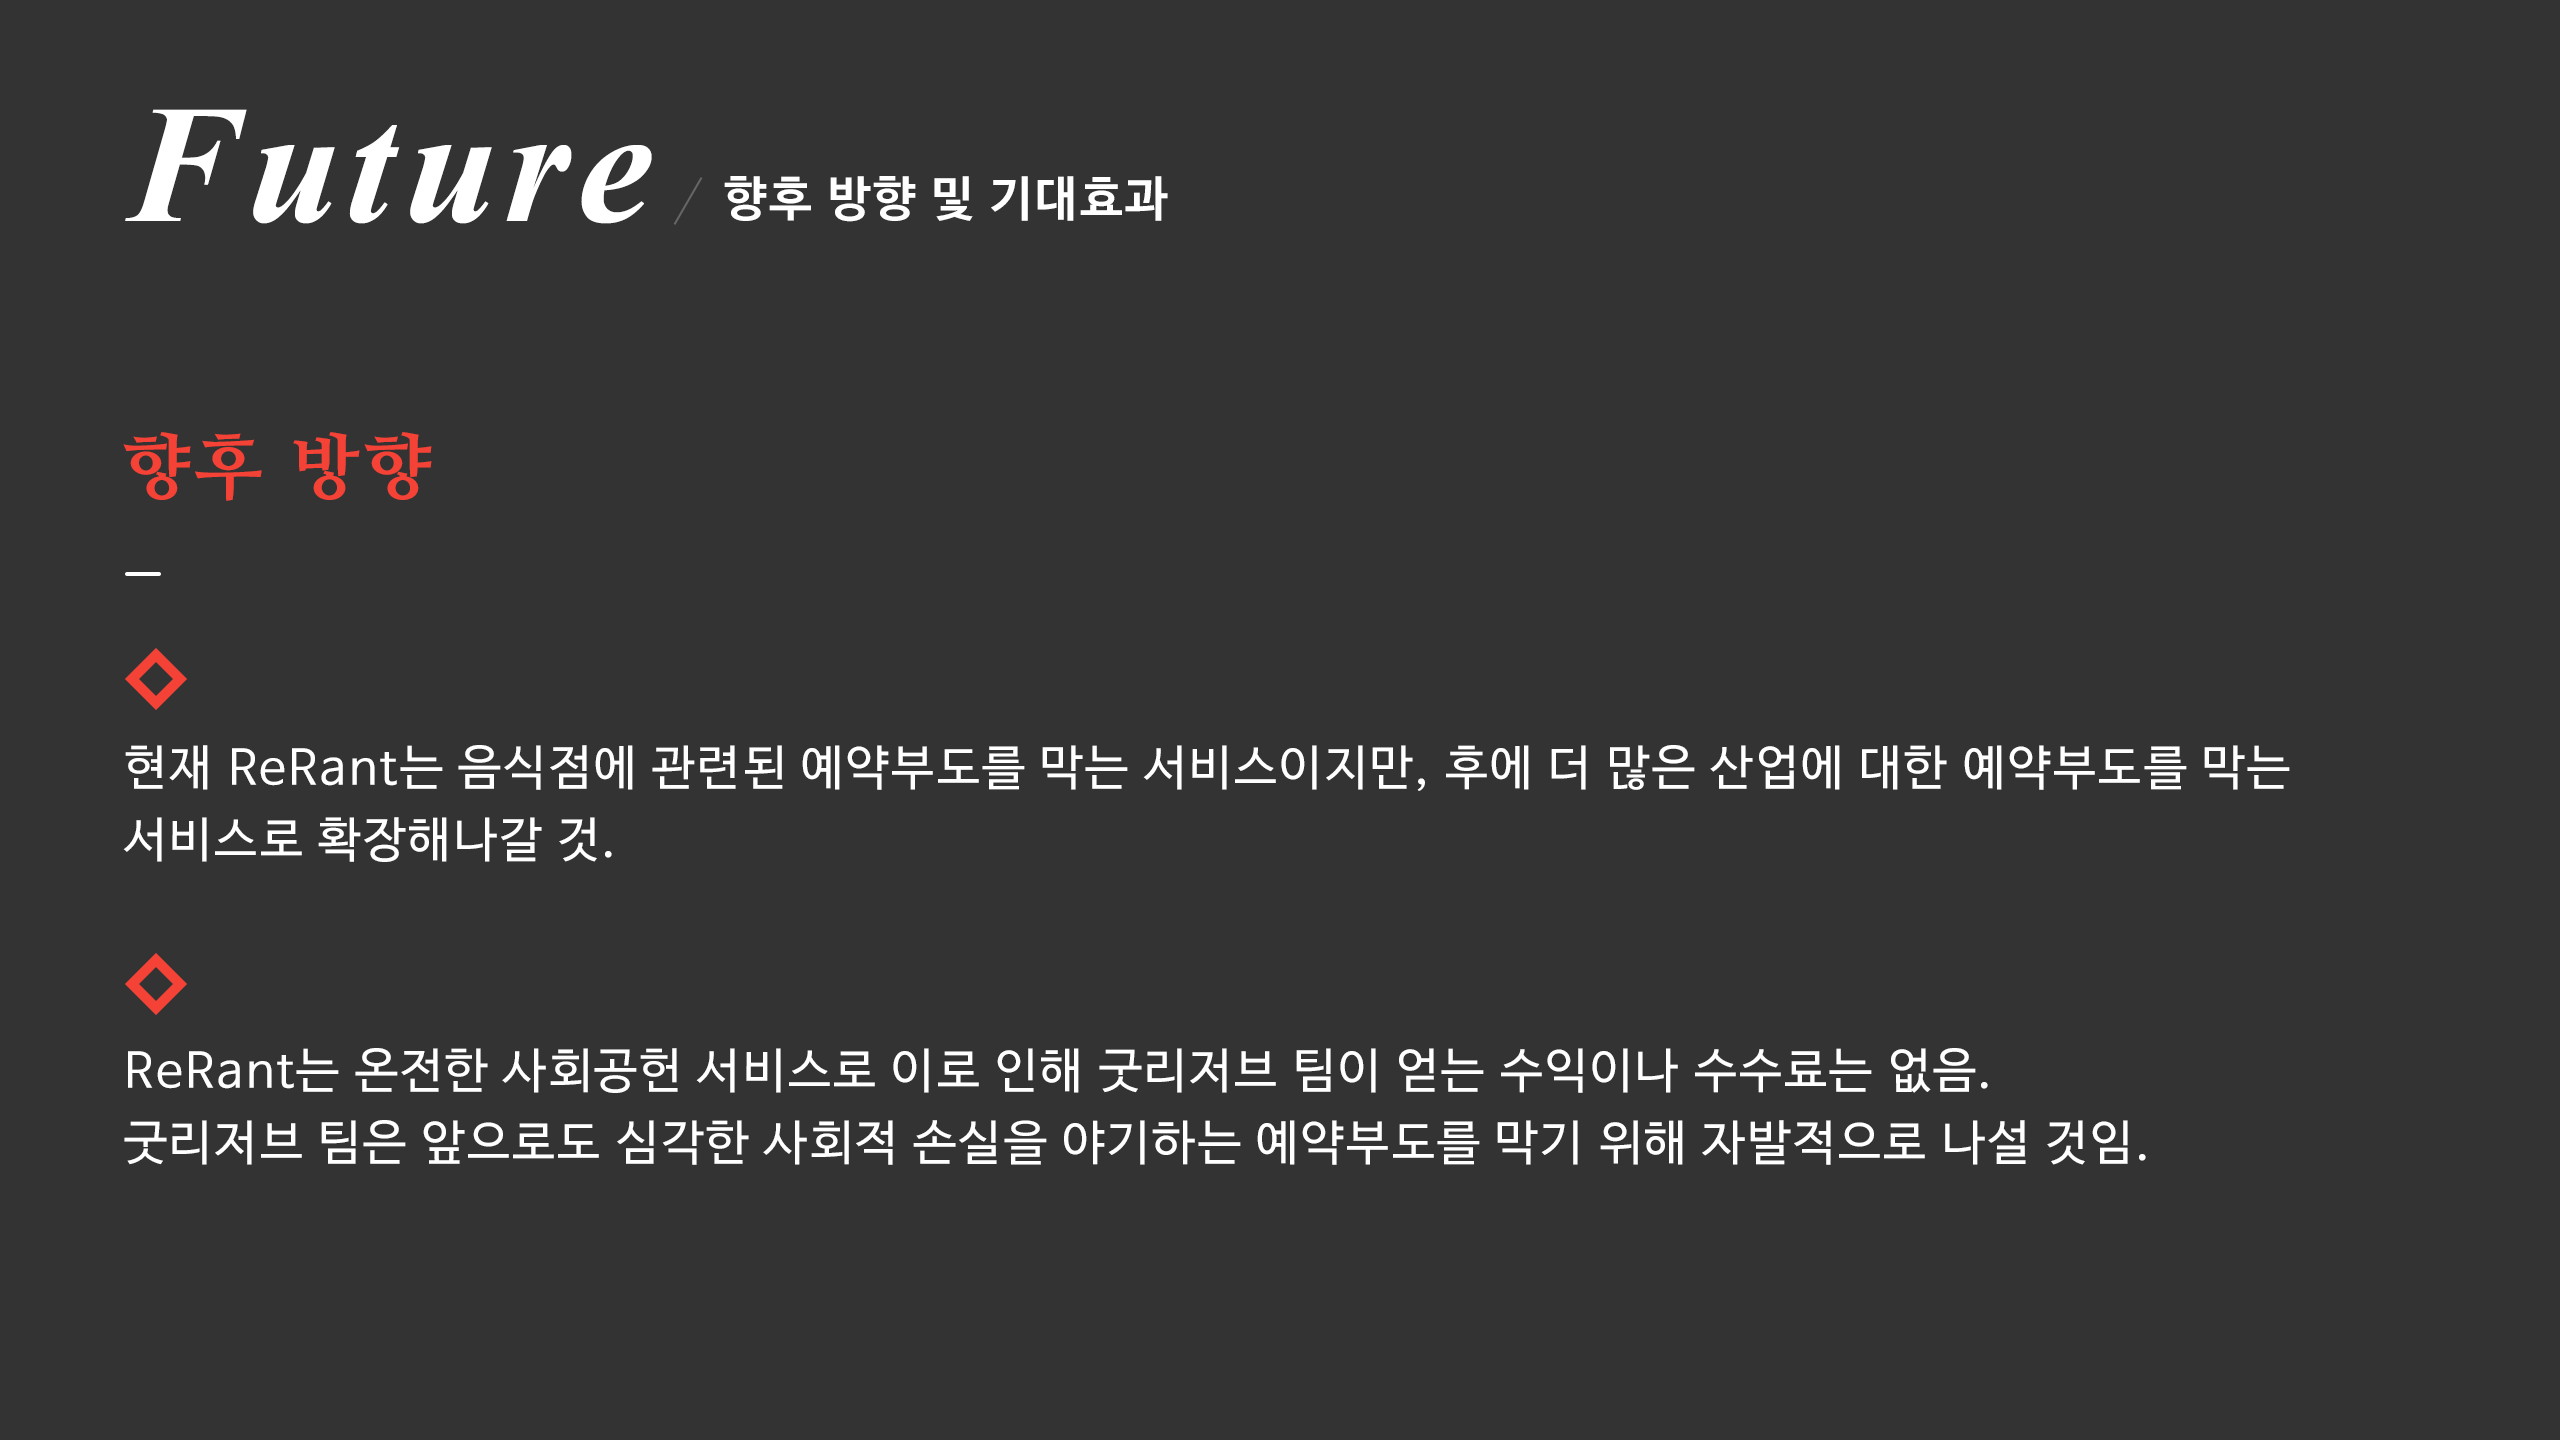 Future / 향후 방향 및 기대효과
향후 방향
현재 ReRant는 음식점에 관련된 예약부도를 막는 서비스이지만, 후에 더 많은 산업에 대한 예약부도를 막는
서비스로 확장해나갈 것.
ReRant는 온전한 사회공헌 서비스로 이로 인해 굿리저브 팀이 얻는 수익이나 수수료는 없음.
굿리저브 팀은 앞으로도 심각한 사회적 손실을 야기하는 예약부도를 막기 위해 자발적으로 나설 것임.